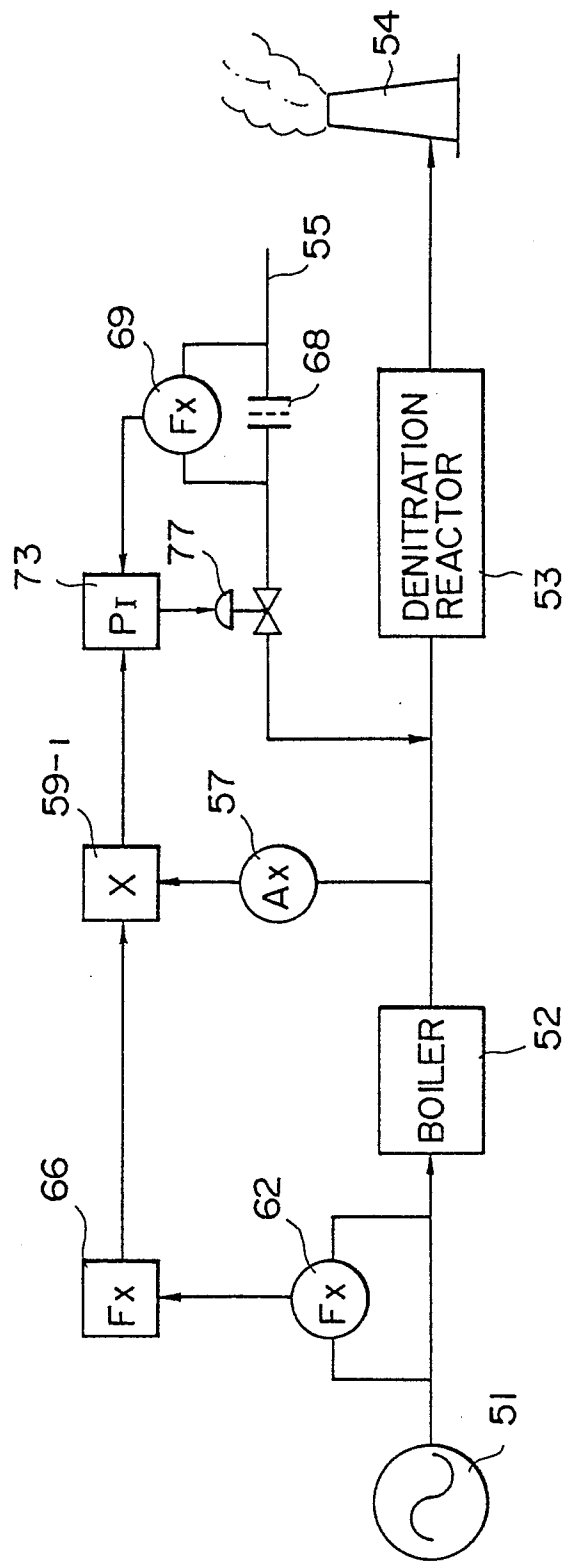 54
69
55
68
73
77
Fx
PI
DENITRATION
REACTOR
53
59-1
57
X
Ax
BOILER
52
66
62
Fx
Fx
51